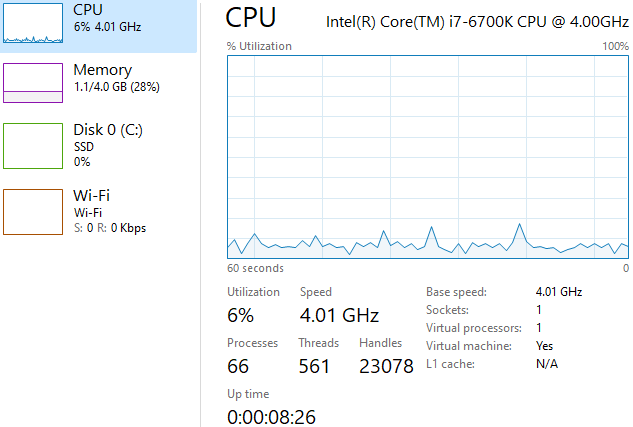 CPU
6% 4.01 GHz
Memory
1.1/4.0 GB (28%)
Disk 0 (C:)
SSD
0%
Wi-Fi
Wi-Fi
S: 0 R: 0 Kbps
CPU
Intel(R) Core(TM) i7-6700K CPU @ 4.00GHz
% Utilization 100%
60 seconds 0
Utilization Speed
6% 4.01 GHz
Processes Threads Handles
66 561 23078
Up time
0:00:08:26
Base speed: 4.01 GHz
Sockets: 1
Virtual processors: 1
Virtual machine: Yes
L1 cache: N/A